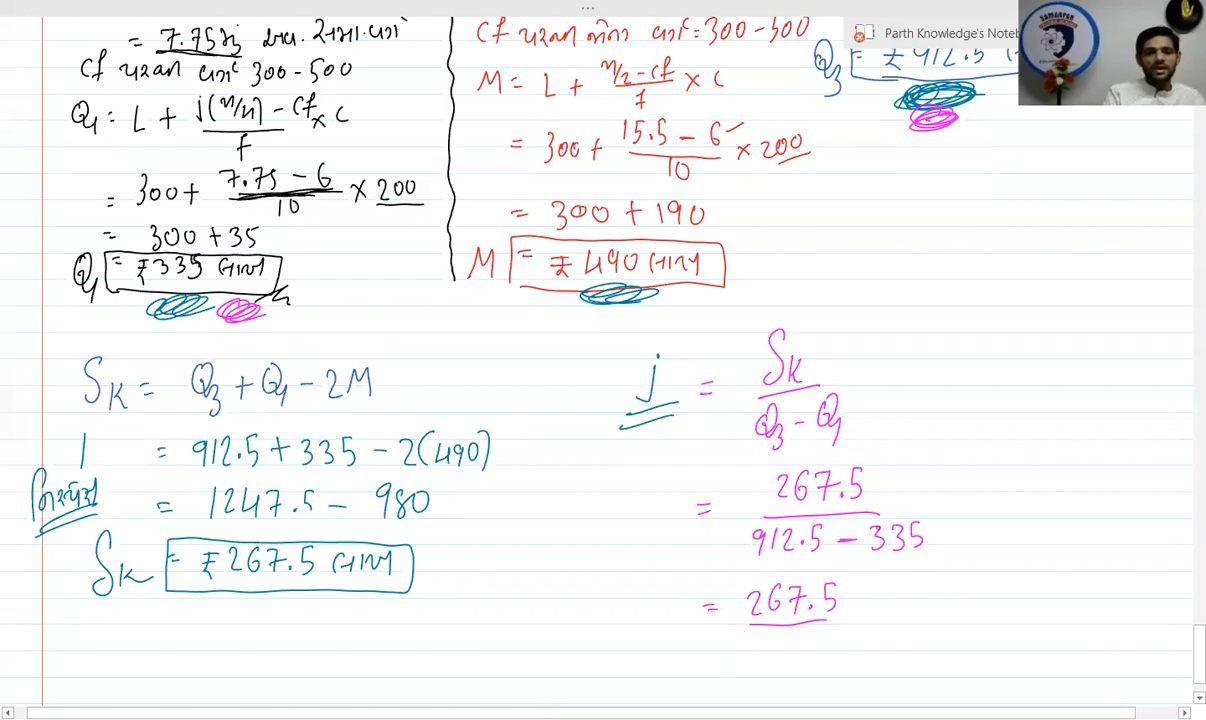 = 7.75મું અવ. સમા. વર્ગ
Cf પરથી વર્ગ 300-500
Q1 = L + j(n/4) - Cf x C
f
= 300 + 7.75 - 6 × 200
10
= 300 + 35
Q1 = ₹335
Cf પરથી વર્ગ = 300-500
M = L + n/2 - cf × C
f
= 300 + 15.5 - 6 × 200
10
= 300 + 190
M = ₹ 490
Parth Knowledge's Noteb
Q3 = ₹912.5
SK = Q3 + Q1 - 2M
= 912.5 + 335 - 2(490)
= 1247.5 - 980
SK = ₹267.5
j = SK
Q3 - Q1
= 267.5
912.5 - 335
= 267.5